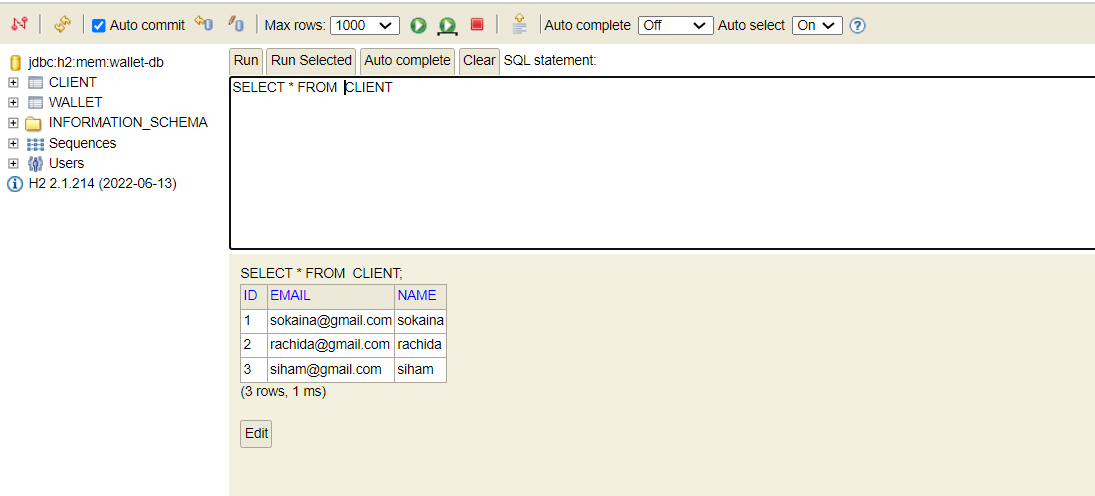 Auto commit Max rows: 1000 Auto complete Off Auto select On
jdbc:h2:mem:wallet-db
CLIENT
WALLET
INFORMATION_SCHEMA
Sequences
Users
H2 2.1.214 (2022-06-13)
Run Run Selected Auto complete Clear SQL statement:
SELECT * FROM  CLIENT
SELECT * FROM  CLIENT;
ID EMAIL NAME
1 sokaina@gmail.com sokaina
2 rachida@gmail.com rachida
3 siham@gmail.com siham
(3 rows, 1 ms)
Edit